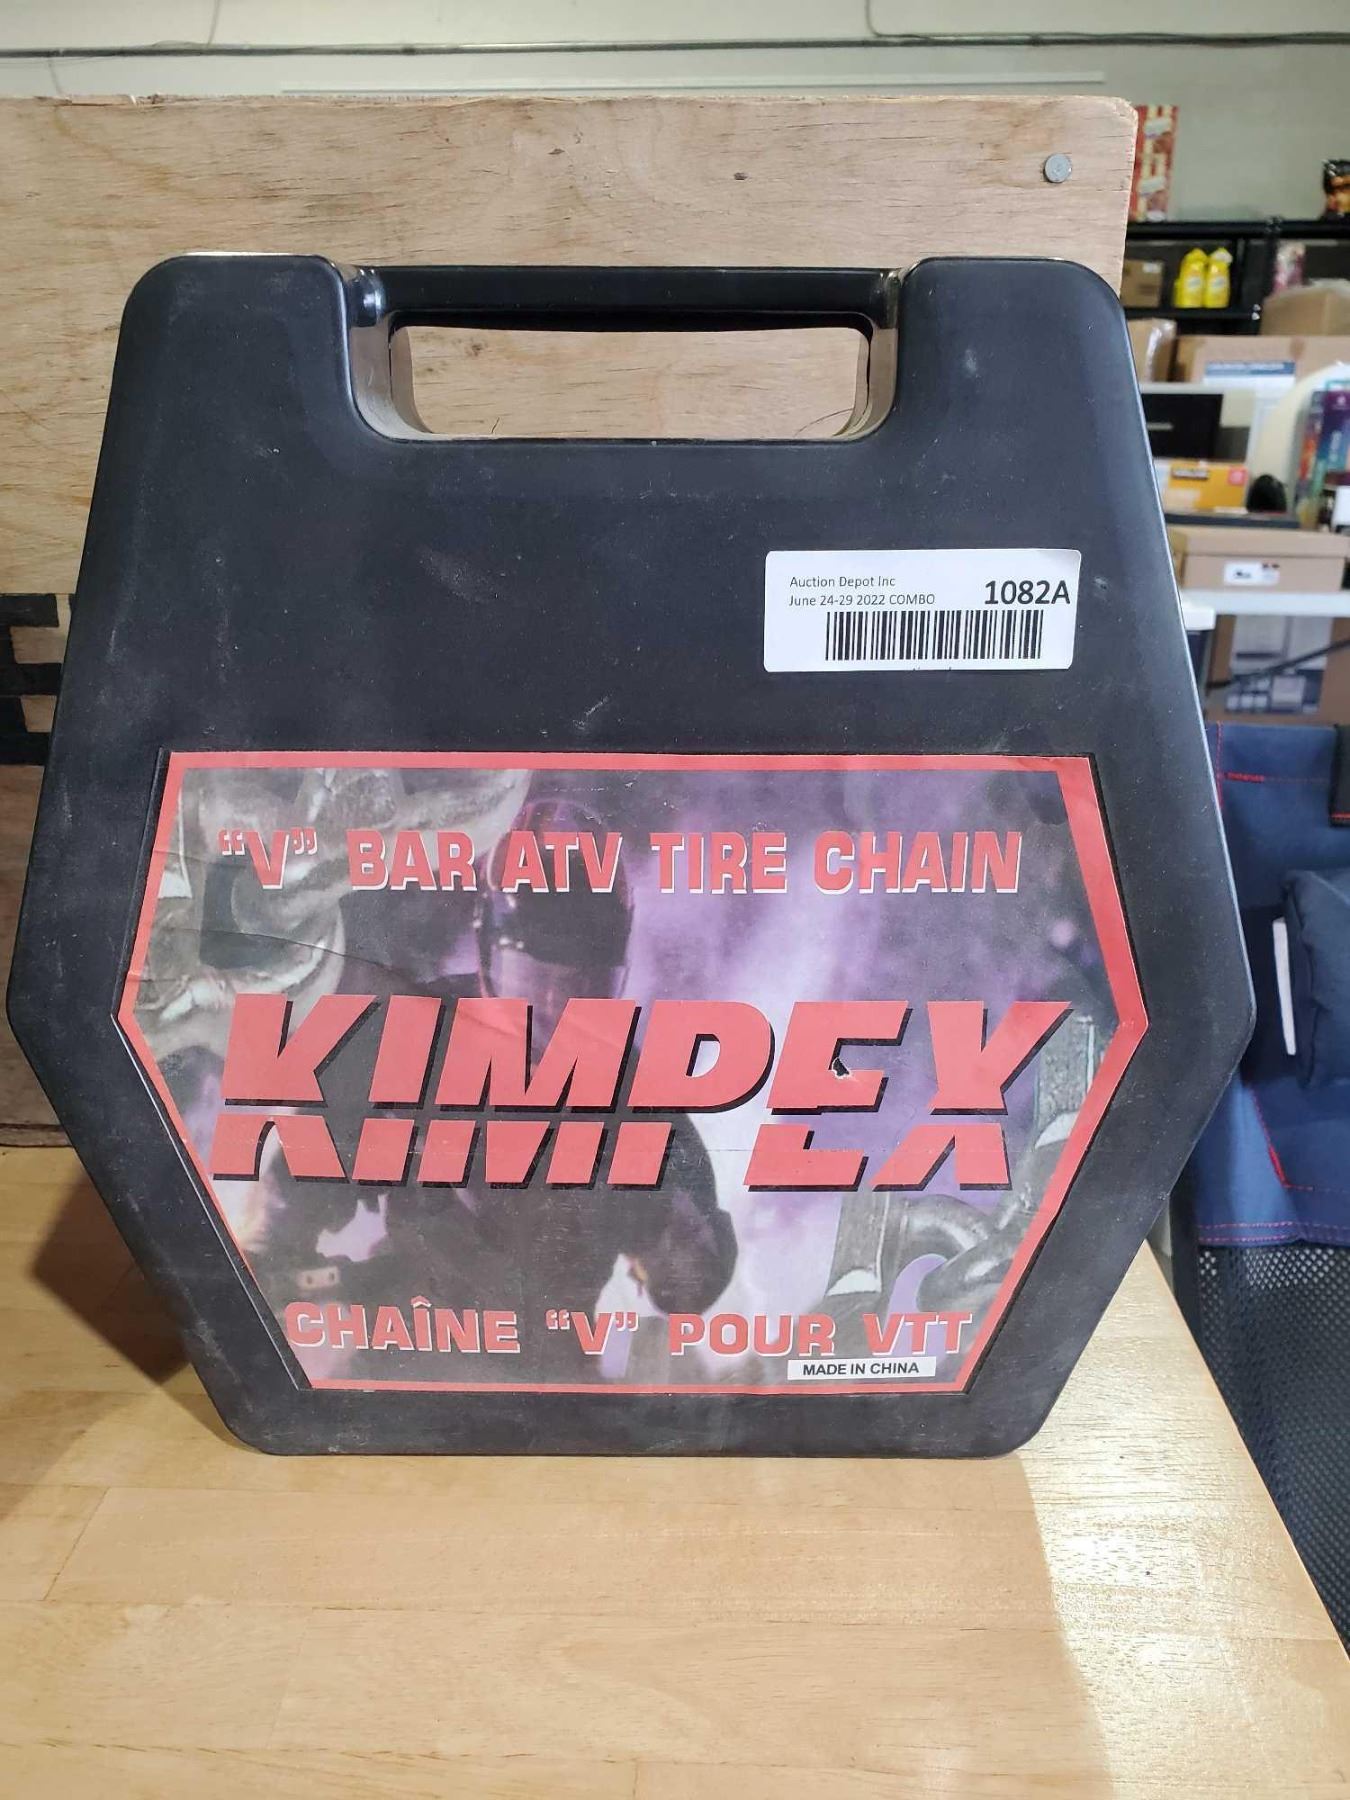 Auction Depot Inc
June 24-29 2022 COMBO
1082A
“V” BAR ATV TIRE CHAIN
KIMPEX
CHAÎNE “V” POUR VTT
MADE IN CHINA